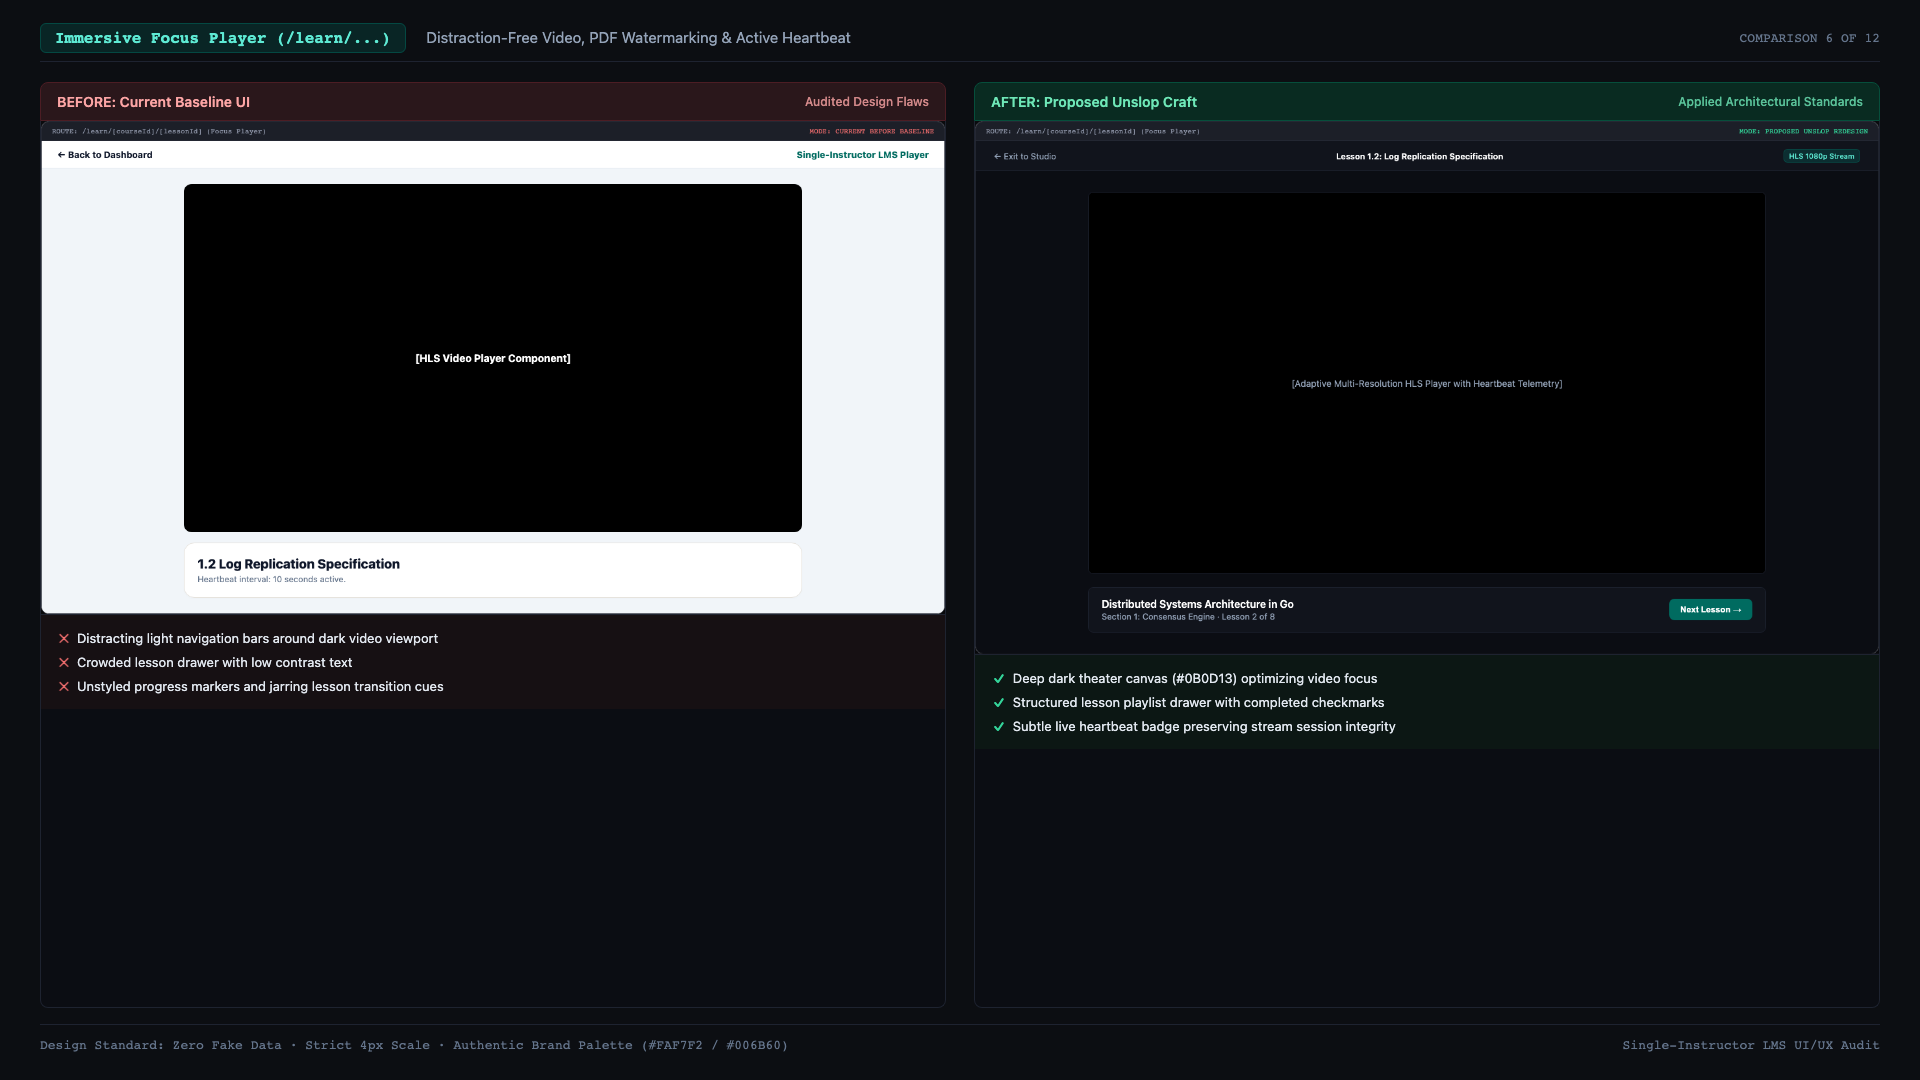 Immersive Focus Player (/learn/...)
Distraction-Free Video, PDF Watermarking & Active Heartbeat
COMPARISON 6 OF 12
BEFORE: Current Baseline UI
Audited Design Flaws
ROUTE: /learn/[courseId]/[lessonId] (Focus Player)
MODE: CURRENT BEFORE BASELINE
← Back to Dashboard
Single-Instructor LMS Player
[HLS Video Player Component]
1.2 Log Replication Specification
Heartbeat interval: 10 seconds active.
✕ Distracting light navigation bars around dark video viewport
✕ Crowded lesson drawer with low contrast text
✕ Unstyled progress markers and jarring lesson transition cues
AFTER: Proposed Unslop Craft
Applied Architectural Standards
ROUTE: /learn/[courseId]/[lessonId] (Focus Player)
MODE: PROPOSED UNSLOP REDESIGN
← Exit to Studio
Lesson 1.2: Log Replication Specification
HLS 1080p Stream
[Adaptive Multi-Resolution HLS Player with Heartbeat Telemetry]
Distributed Systems Architecture in Go
Section 1: Consensus Engine · Lesson 2 of 8
Next Lesson →
✓ Deep dark theater canvas (#0B0D13) optimizing video focus
✓ Structured lesson playlist drawer with completed checkmarks
✓ Subtle live heartbeat badge preserving stream session integrity
Design Standard: Zero Fake Data · Strict 4px Scale · Authentic Brand Palette (#FAF7F2 / #006B60)
Single-Instructor LMS UI/UX Audit